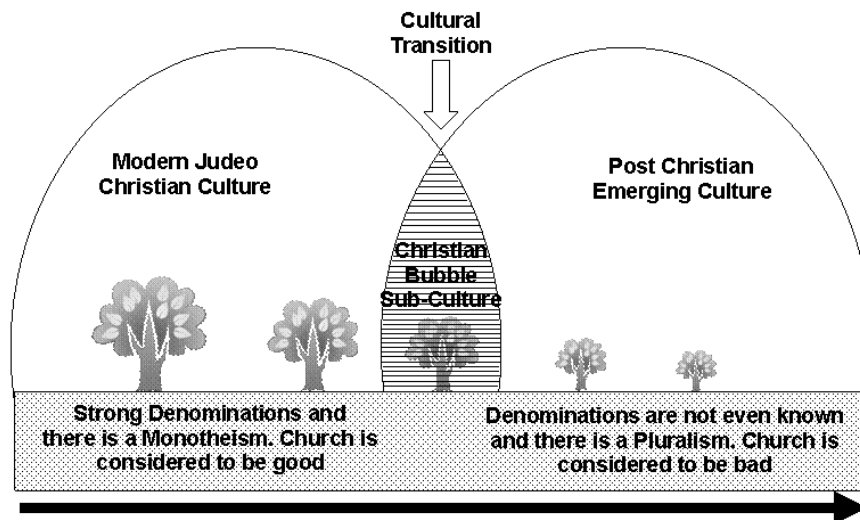 Cultural
Transition
Modern Judeo
Christian Culture
Post Christian
Emerging Culture
Christian
Bubble
Sub-Culture
Strong Denominations and
there is a Monotheism. Church is
considered to be good
Denominations are not even known
and there is a Pluralism. Church is
considered to be bad